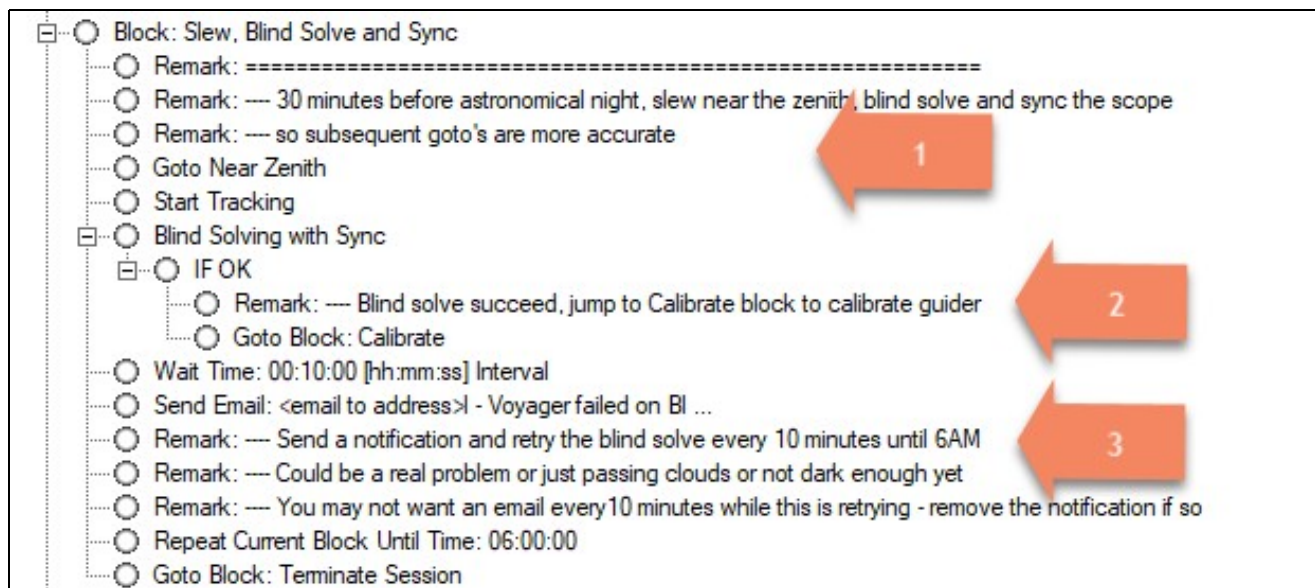 Block: Slew, Blind Solve and Sync
Remark: ==========================================================
Remark: ---- 30 minutes before astronomical night, slew near the zenith, blind solve and sync the scope
Remark: ---- so subsequent goto's are more accurate
1
Goto Near Zenith
Start Tracking
Blind Solving with Sync
IF OK
Remark: ---- Blind solve succeed, jump to Calibrate block to calibrate guider
2
Goto Block: Calibrate
Wait Time: 00:10:00 [hh:mm:ss] Interval
Send Email: <email to address>l - Voyager failed on Bl ...
Remark: ---- Send a notification and retry the blind solve every 10 minutes until 6AM
3
Remark: ---- Could be a real problem or just passing clouds or not dark enough yet
Remark: ---- You may not want an email every 10 minutes while this is retrying - remove the notification if so
Repeat Current Block Until Time: 06:00:00
Goto Block: Terminate Session